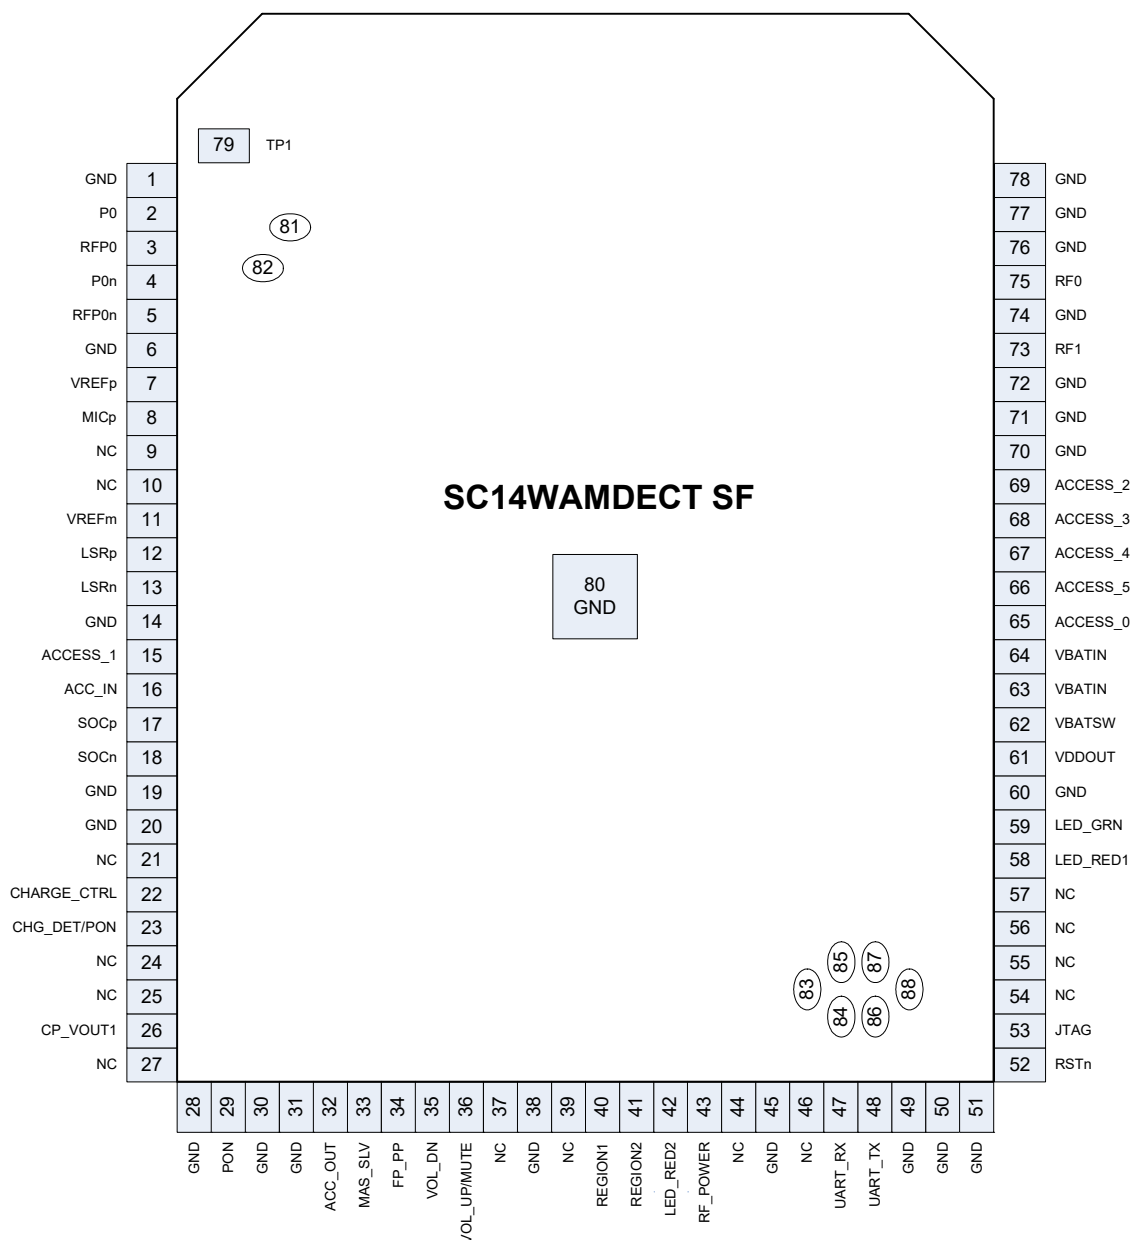 79 TP1
GND 1
P0 2
RFP0 3
P0n 4
RFP0n 5
GND 6
VREFp 7
MICp 8
NC 9
NC 10
VREFm 11
LSRp 12
LSRn 13
GND 14
ACCESS_1 15
ACC_IN 16
SOCp 17
SOCn 18
GND 19
GND 20
NC 21
CHARGE_CTRL 22
CHG_DET/PON 23
NC 24
NC 25
CP_VOUT1 26
NC 27
81
82
SC14WAMDECT SF
80
GND
78 GND
77 GND
76 GND
75 RF0
74 GND
73 RF1
72 GND
71 GND
70 GND
69 ACCESS_2
68 ACCESS_3
67 ACCESS_4
66 ACCESS_5
65 ACCESS_0
64 VBATIN
63 VBATIN
62 VBATSW
61 VDDOUT
60 GND
59 LED_GRN
58 LED_RED1
57 NC
56 NC
55 NC
54 NC
53 JTAG
52 RSTn
83
85
87
88
84
86
28 GND
29 PON
30 GND
31 GND
32 ACC_OUT
33 MAS_SLV
34 FP_PP
35 VOL_DN
36 VOL_UP/MUTE
37 NC
38 GND
39 NC
40 REGION1
41 REGION2
42 LED_RED2
43 RF_POWER
44 NC
45 GND
46 NC
47 UART_RX
48 UART_TX
49 GND
50 GND
51 GND